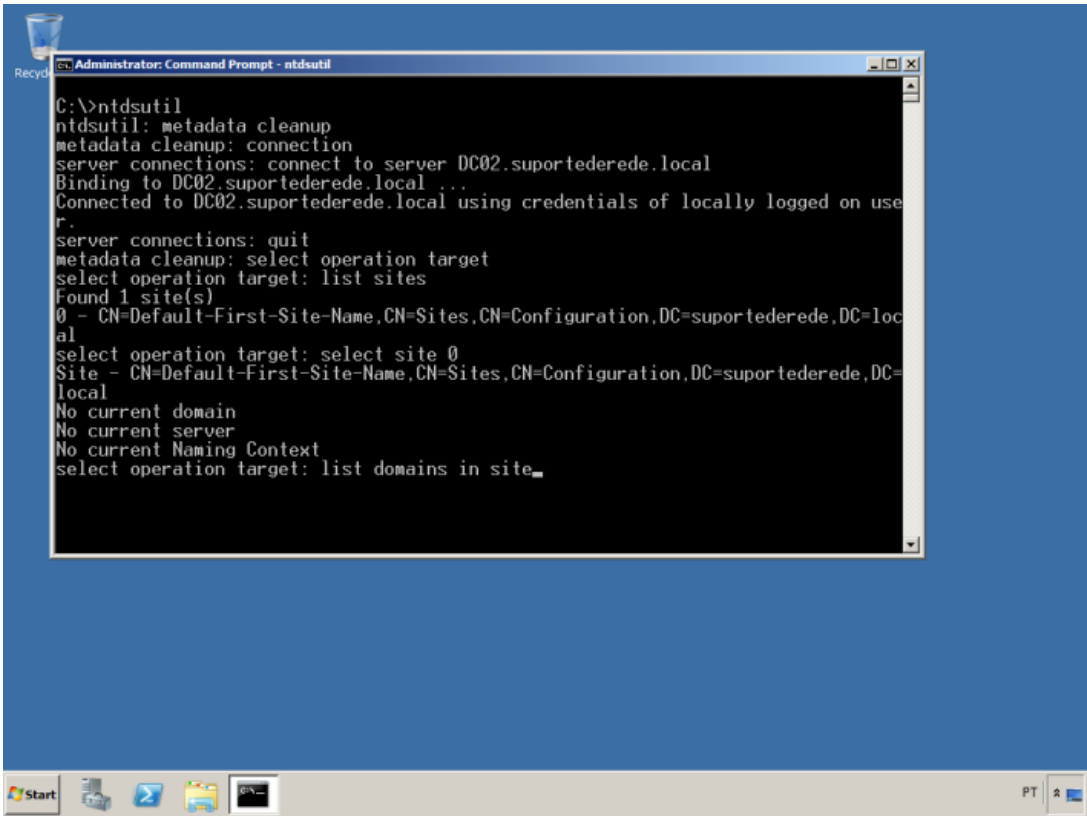 Recyc
Administrator: Command Prompt - ntdsutil
C:\>ntdsutil
ntdsutil: metadata cleanup
metadata cleanup: connection
server connections: connect to server DC02.suportederede.local
Binding to DC02.suportederede.local ...
Connected to DC02.suportederede.local using credentials of locally logged on use
r.
server connections: quit
metadata cleanup: select operation target
select operation target: list sites
Found 1 site(s)
0 - CN=Default-First-Site-Name,CN=Sites,CN=Configuration,DC=suportederede,DC=loc
al
select operation target: select site 0
Site - CN=Default-First-Site-Name,CN=Sites,CN=Configuration,DC=suportederede,DC=
local
No current domain
No current server
No current Naming Context
select operation target: list domains in site
Start
PT